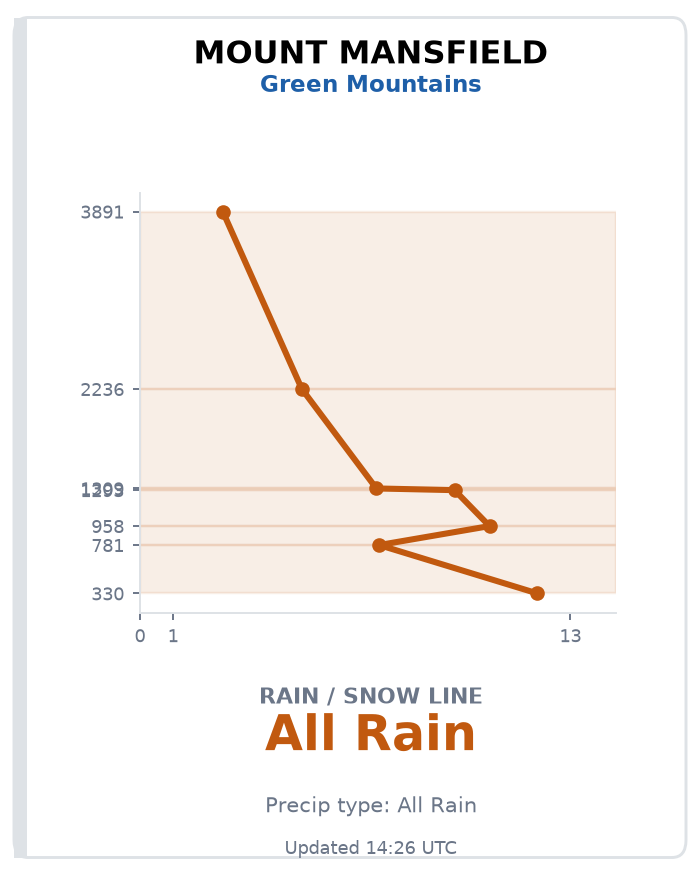 MOUNT MANSFIELD
Green Mountains
3891
2236
958
781
330
0 1 13
RAIN / SNOW LINE
All Rain
Precip type: All Rain
Updated 14:26 UTC